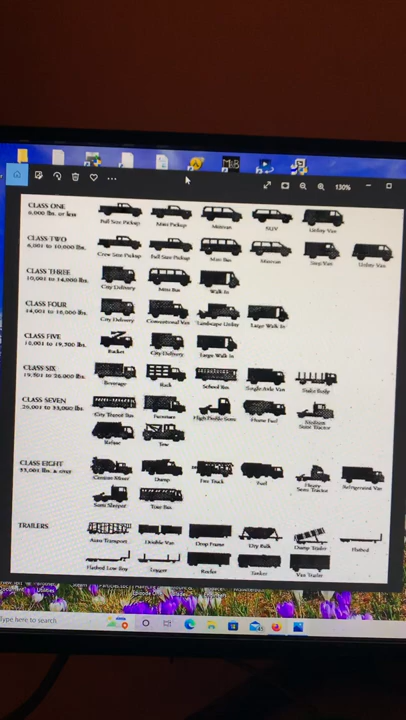 130%
CLASS ONE
6,000 lbs. or less
Full Size Pickup Mini Pickup Minivan SUV Utility Van
CLASS TWO
6,001 to 10,000 lbs.
Crew Size Pickup Full Size Pickup Mini Bus Minivan Step Van Utility Van
CLASS THREE
10,001 to 14,000 lbs.
City Delivery Mini Bus Walk In
CLASS FOUR
14,001 to 16,000 lbs.
City Delivery Conventional Van Landscape Utility Large Walk In
CLASS FIVE
16,001 to 19,500 lbs.
Bucket City Delivery Large Walk In
CLASS SIX
19,501 to 26,000 lbs.
Beverage Rack School Bus Single Axle Van Stake Body
CLASS SEVEN
26,001 to 33,000 lbs.
City Transit Bus Furniture High Profile Semi Home Fuel Medium Semi Tractor
Refuse Tow
CLASS EIGHT
33,001 lbs. & over
Cement Mixer Dump Fire Truck Fuel Heavy Semi Tractor Refrigerated Van
Semi Sleeper Tour Bus
TRAILERS
Auto Transport Double Van Drop Frame Dry Bulk Dump Trailer Flatbed
Flatbed Low Boy Logger Reefer Tanker Van Trailer
Utilities
Type here to search